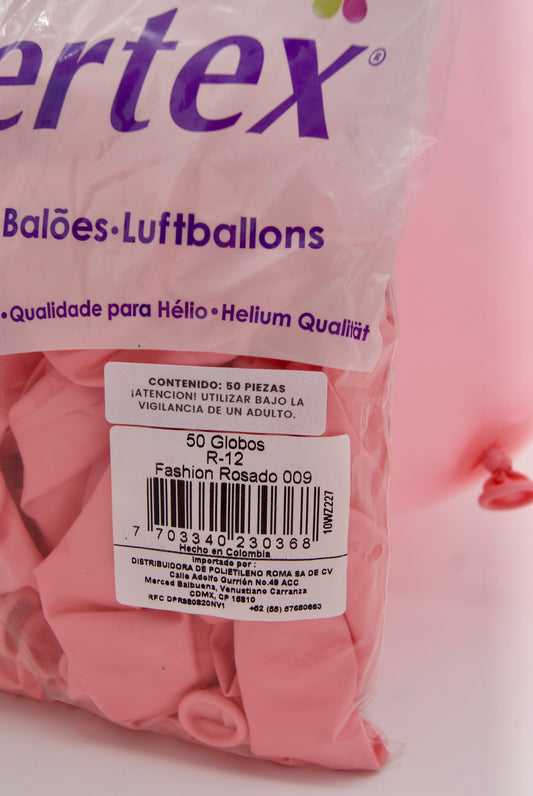 ertex®
Balões•Luftballons
•Qualidade para Hélio•Helium Qualität
CONTENIDO: 50 PIEZAS
¡ATENCION! UTILIZAR BAJO LA
VIGILANCIA DE UN ADULTO.
50 Globos
R-12
Fashion Rosado 009
10WZ227
7 703340 230368
Hecho en Colombia
Importado por :
DISTRIBUIDORA DE POLIETILENO ROMA SA DE CV
Calle Adolfo Gurrión No.49 ACC
Merced Balbuena, Venustiano Carranza
CDMX, CP 15810
RFC DPR880820NV1 +52 (55) 57680663